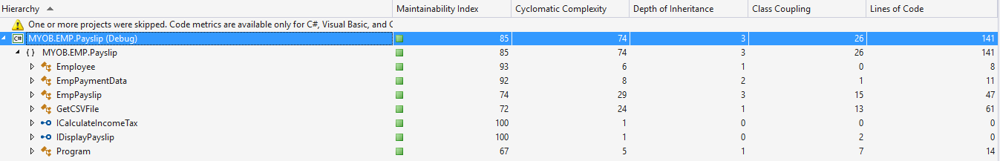 Hierarchy Maintainability Index Cyclomatic Complexity Depth of Inheritance Class Coupling Lines of Code
One or more projects were skipped. Code metrics are available only for C#, Visual Basic, and C
C# MYOB.EMP.Payslip (Debug) 85 74 3 26 141
{ } MYOB.EMP.Payslip 85 74 3 26 141
Employee 93 6 1 0 8
EmpPaymentData 92 8 2 1 11
EmpPayslip 74 29 3 15 47
GetCSVFile 72 24 1 13 61
ICalculateIncomeTax 100 1 0 0 0
IDisplayPayslip 100 1 0 2 0
Program 67 5 1 7 14